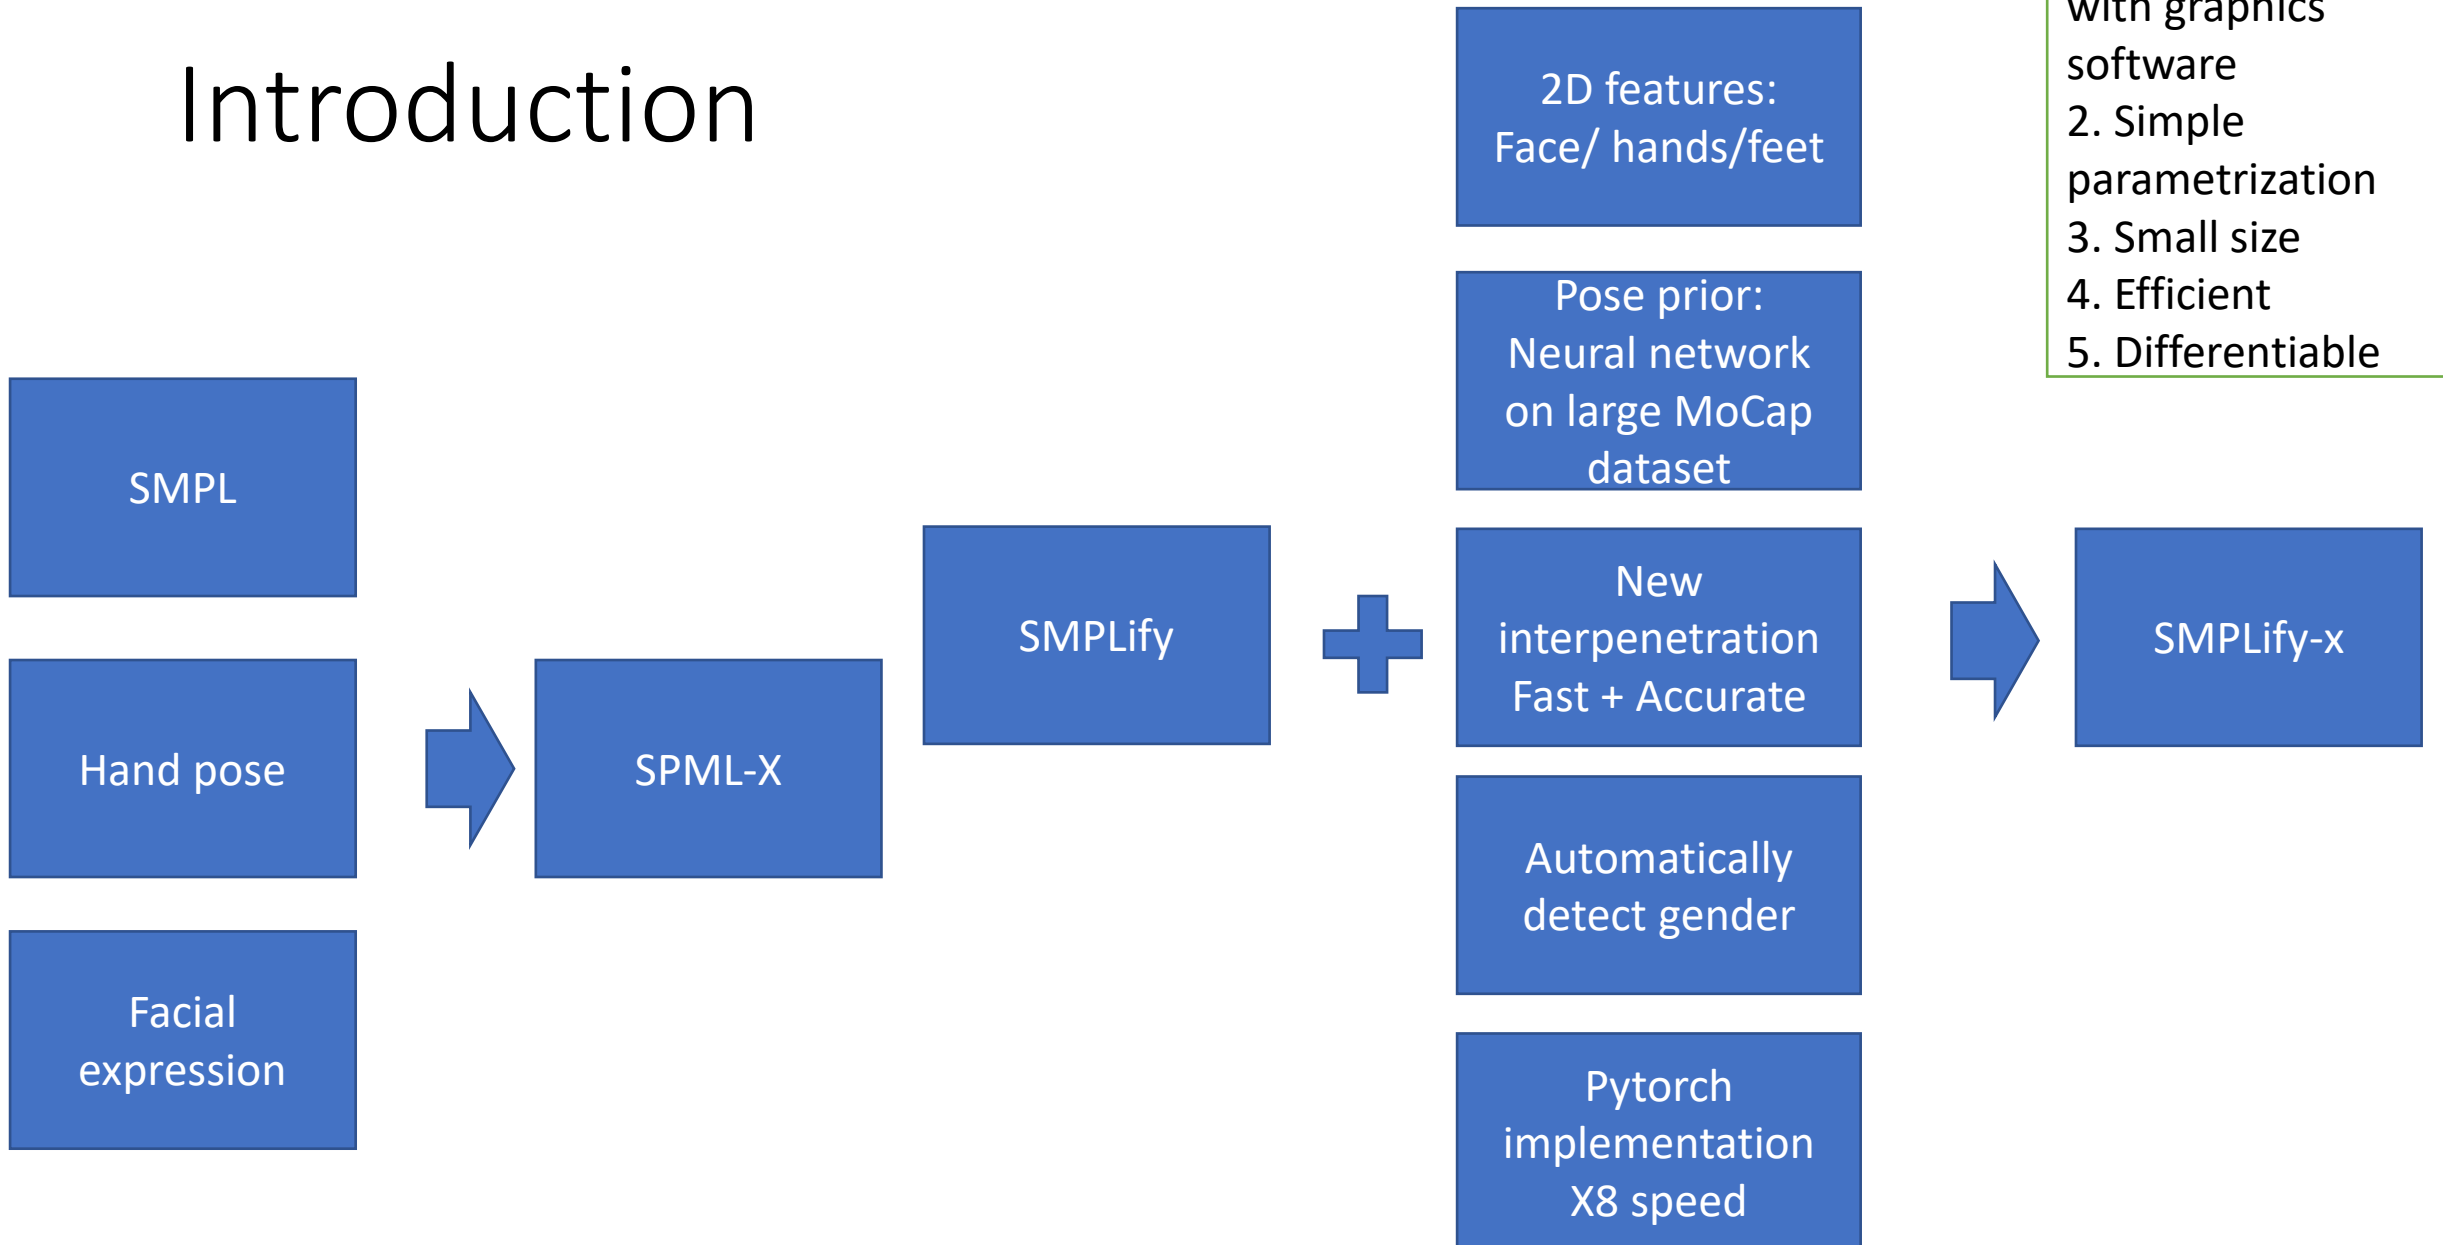 Introduction
SMPL
Hand pose
Facial
expression
SPML-X
SMPLify
2D features:
Face/ hands/feet
Pose prior:
Neural network
on large MoCap
dataset
New
interpenetration
Fast + Accurate
Automatically
detect gender
Pytorch
implementation
X8 speed
with graphics
software
2. Simple
parametrization
3. Small size
4. Efficient
5. Differentiable
SMPLify-x